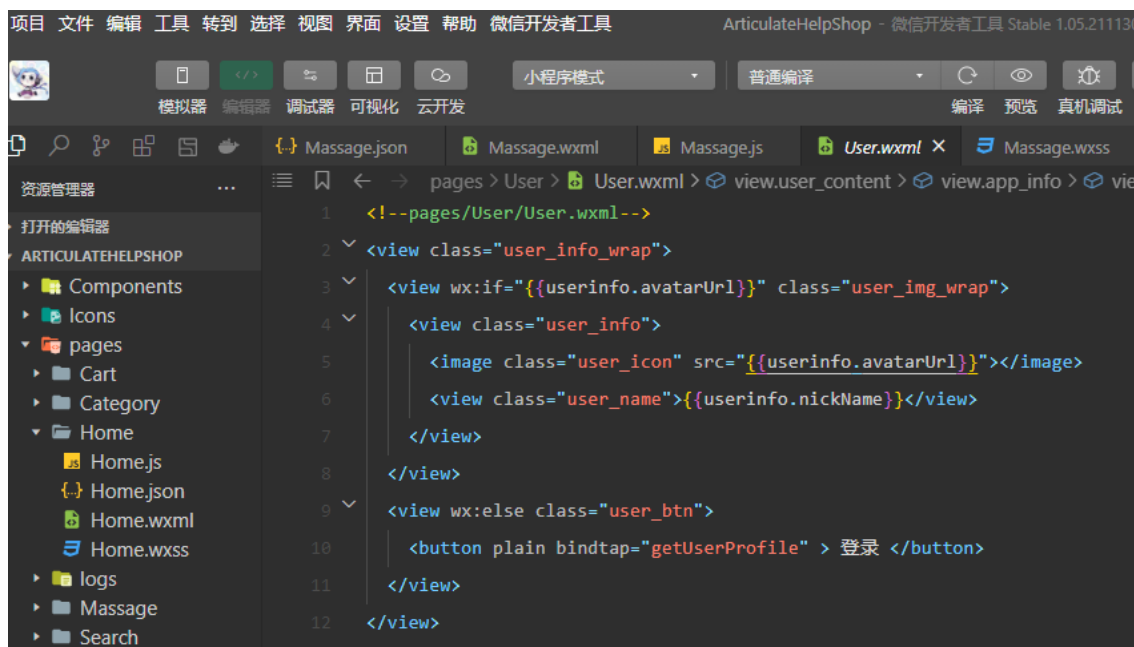 项目 文件 编辑 工具 转到 选择 视图 界面 设置 帮助 微信开发者工具 ArticulateHelpShop - 微信开发者工具 Stable 1.05.211130
小程序模式 普通编译
模拟器 编辑器 调试器 可视化 云开发 编译 预览 真机调试
Massage.json Massage.wxml Massage.js User.wxml Massage.wxss
资源管理器
打开的编辑器
ARTICULATEHELPSHOP
Components
Icons
pages
Cart
Category
Home
Home.js
Home.json
Home.wxml
Home.wxss
logs
Massage
Search
pages > User > User.wxml > view.user_content > view.app_info > vie
1 <!--pages/User/User.wxml-->
2 <view class="user_info_wrap">
3 <view wx:if="{{userinfo.avatarUrl}}" class="user_img_wrap">
4 <view class="user_info">
5 <image class="user_icon" src="{{userinfo.avatarUrl}}"></image>
6 <view class="user_name">{{userinfo.nickName}}</view>
7 </view>
8 </view>
9 <view wx:else class="user_btn">
10 <button plain bindtap="getUserProfile" > 登录 </button>
11 </view>
12 </view>